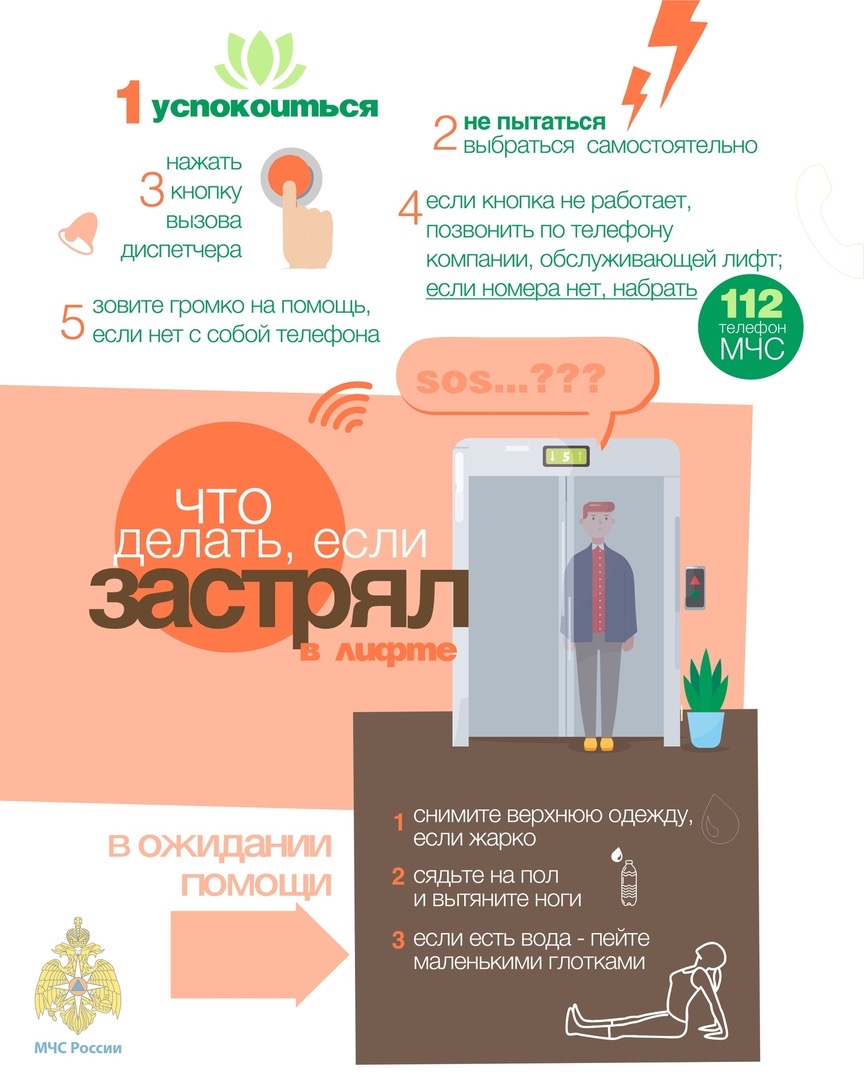 1 успокоиться
2 не пытаться
выбраться самостоятельно
3 нажать
кнопку
вызова
диспетчера
4 если кнопка не работает,
позвонить по телефону
компании, обслуживающей лифт;
если номера нет, набрать
112
телефон
МЧС
5 зовите громко на помощь,
если нет с собой телефона
sos...???
5
что
делать, если
застрял
в лифте
в ожидании
помощи
1 снимите верхнюю одежду,
если жарко
2 сядьте на пол
и вытяните ноги
3 если есть вода - пейте
маленькими глотками
МЧС России